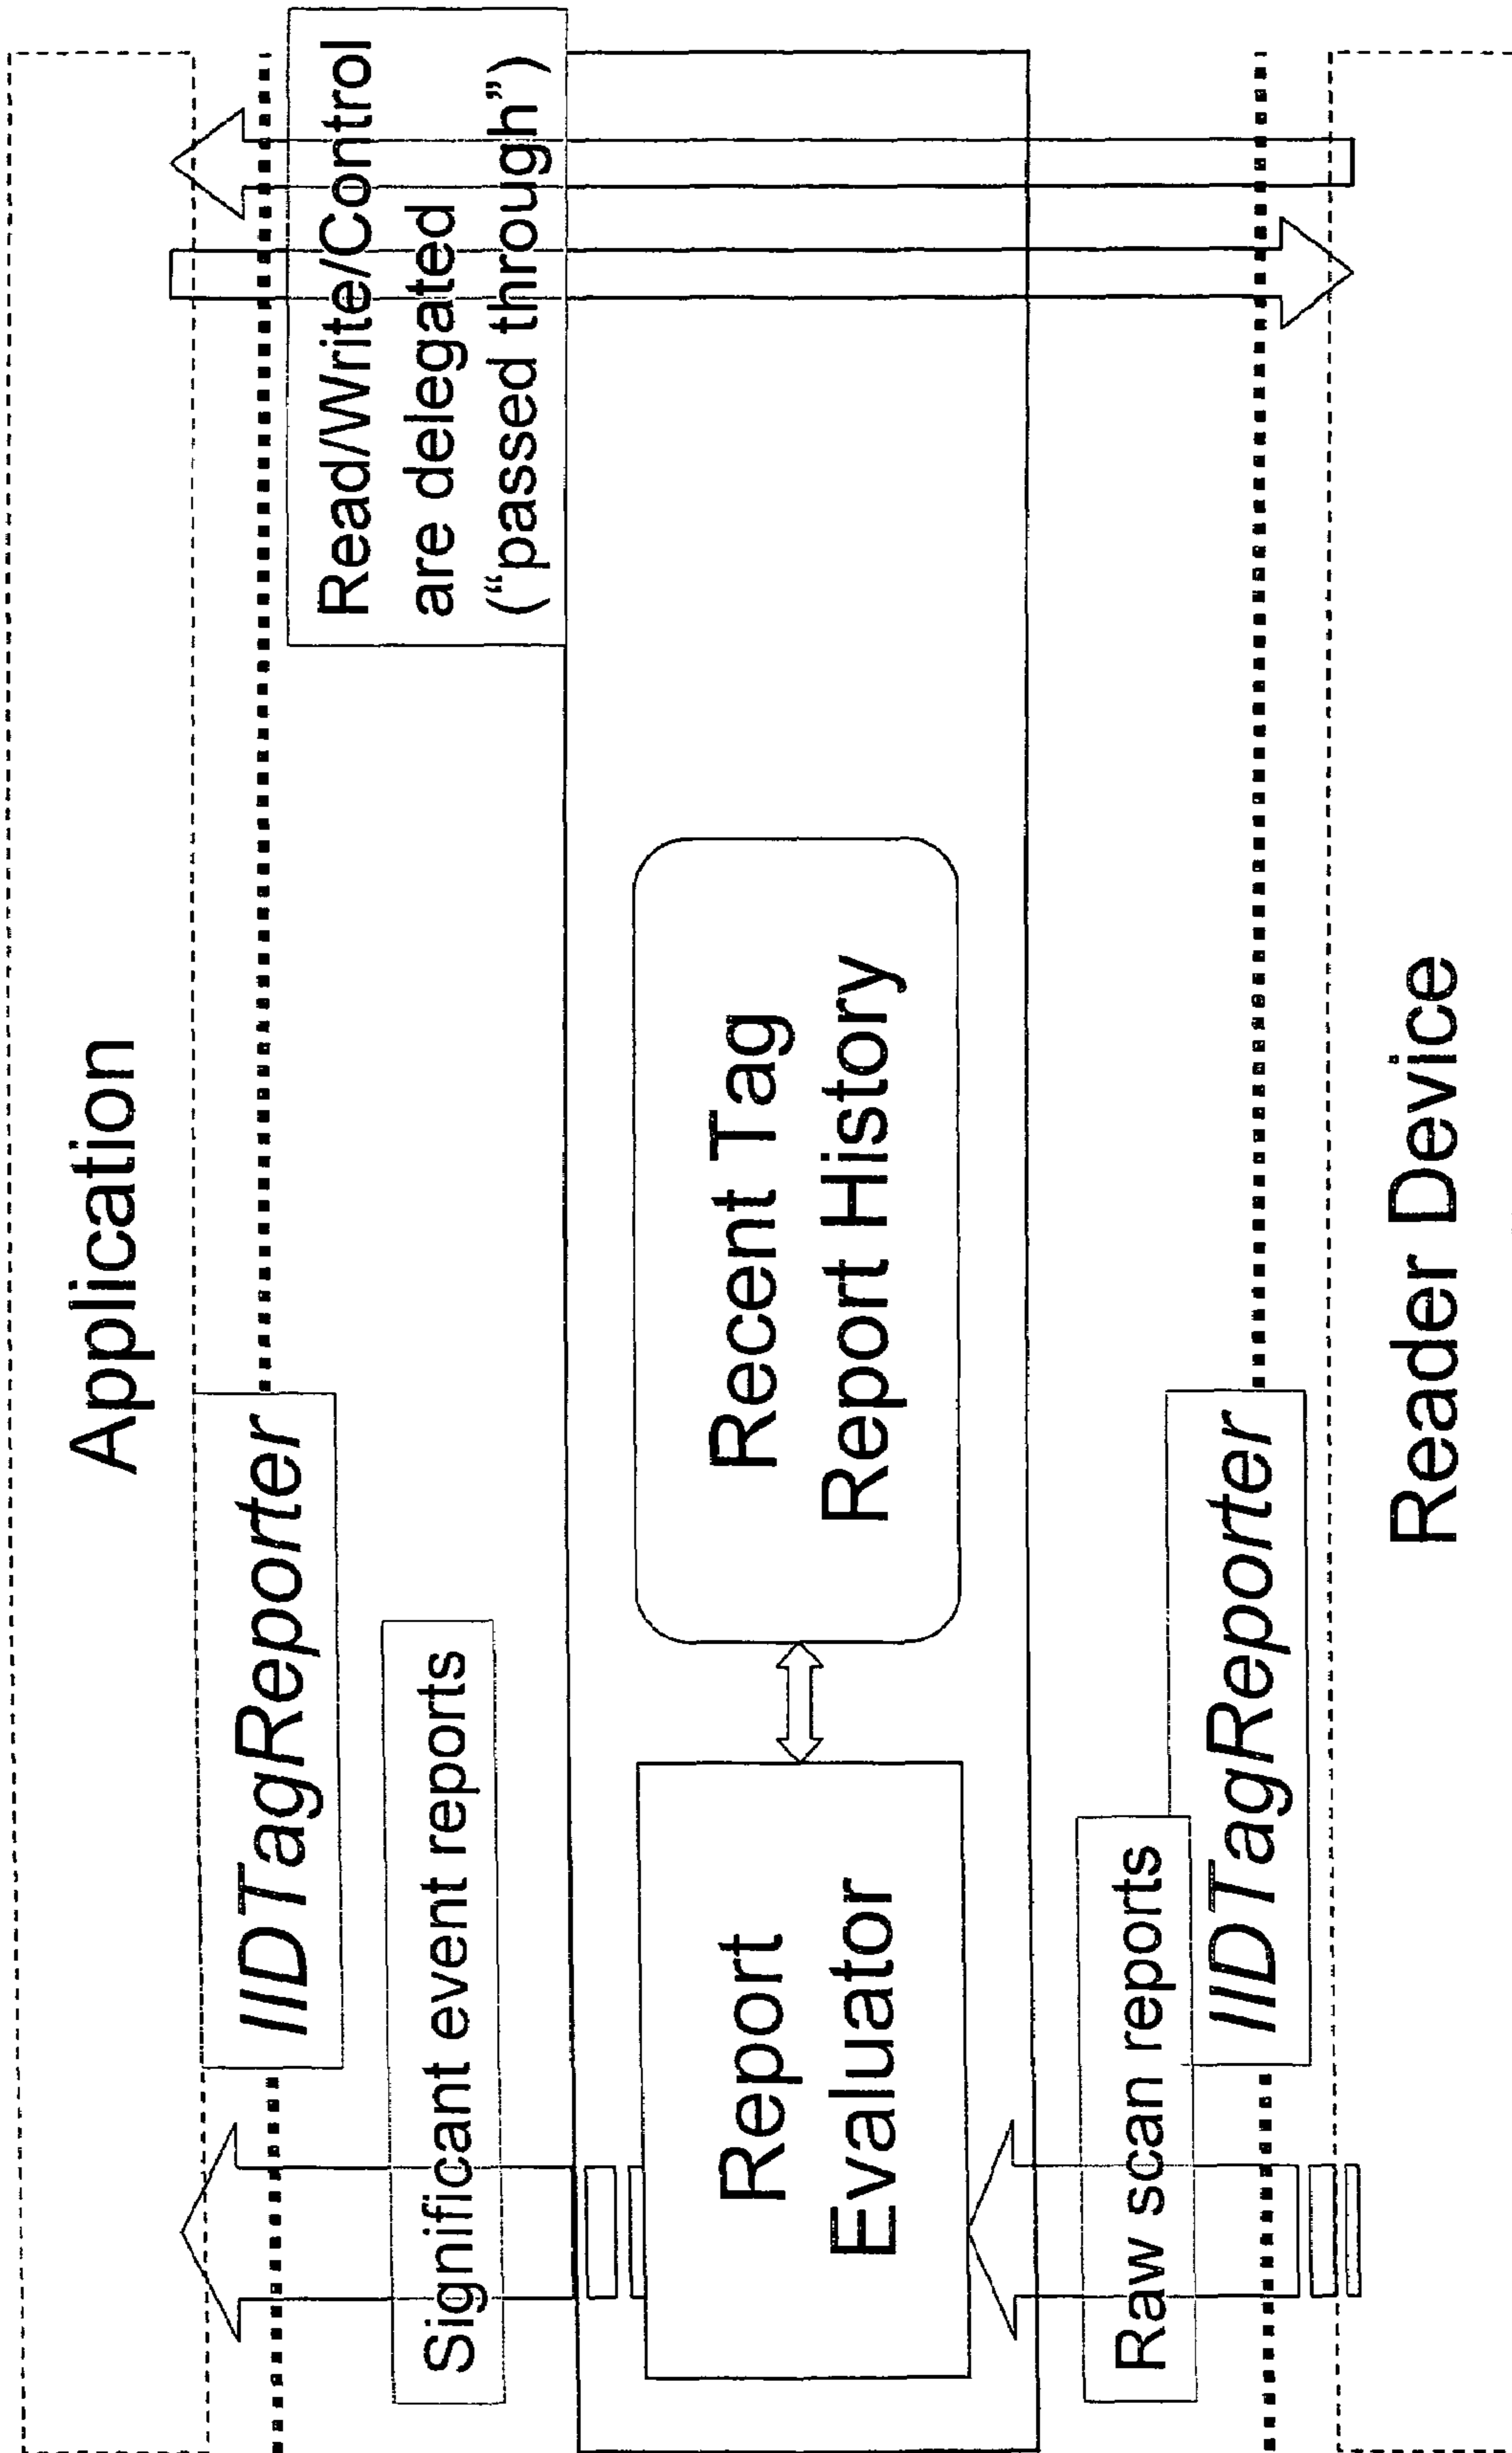 Application
IIDTagReporter
Significant event reports
Read/Write/Control
are delegated
(“passed through”)
Report
Evaluator
Recent Tag
Report History
Raw scan reports
IIDTagReporter
Reader Device